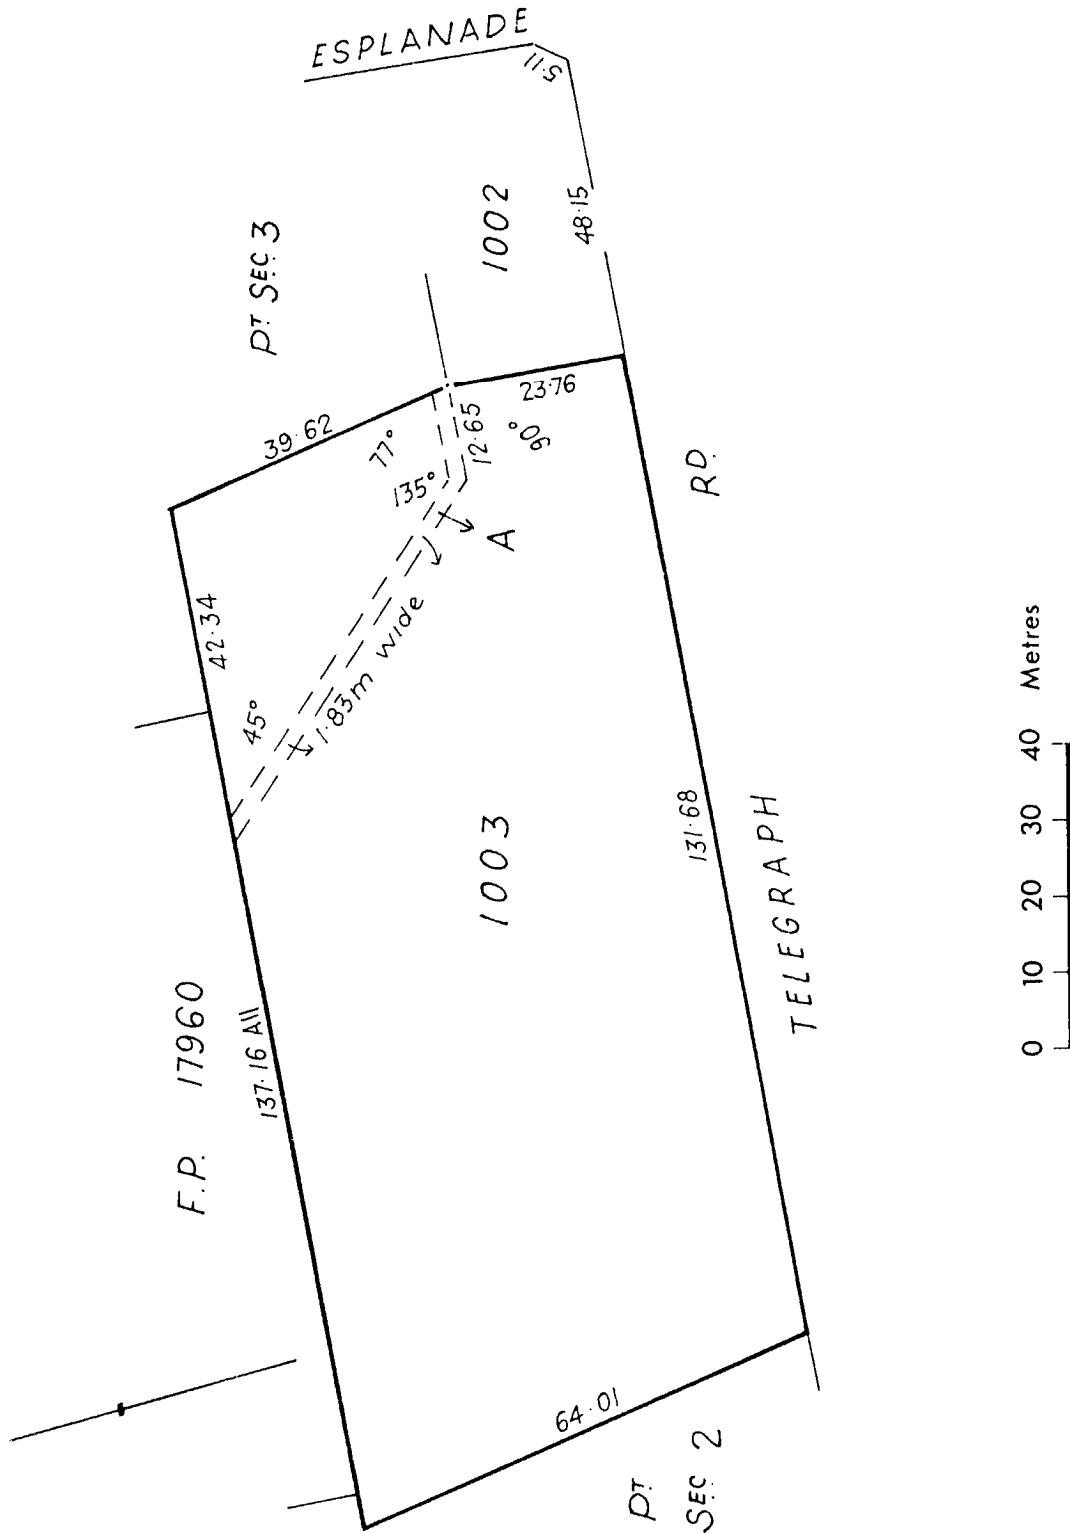 ESPLANADE
5·11
PT SEC. 3
1002
48·15
39·62
23·76
77°
12·65
90°
135°
A
RD.
42·34
45°
1·83m wide
1003
131·68
TELEGRAPH
F.P. 17960
137·16 All
64·01
PT
SEC. 2
0 10 20 30 40 Metres